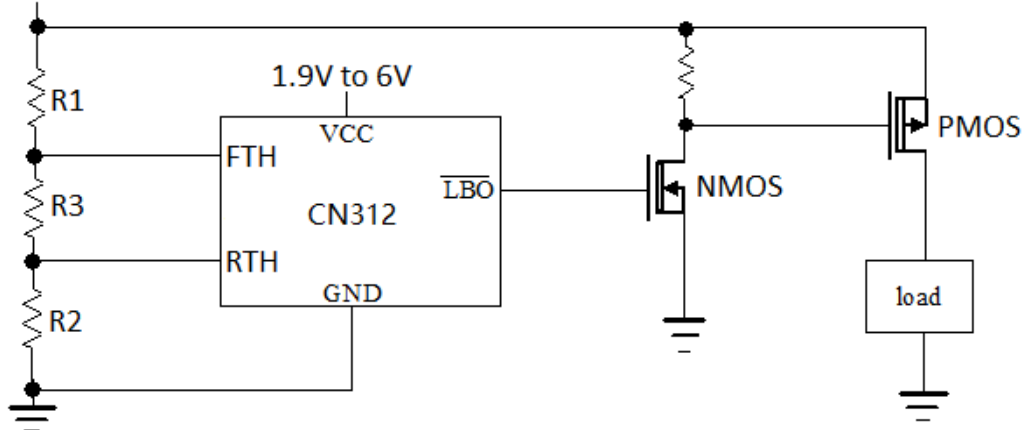 1.9V to 6V
R1
VCC
PMOS
FTH
LBO
NMOS
R3
CN312
RTH
GND
load
R2